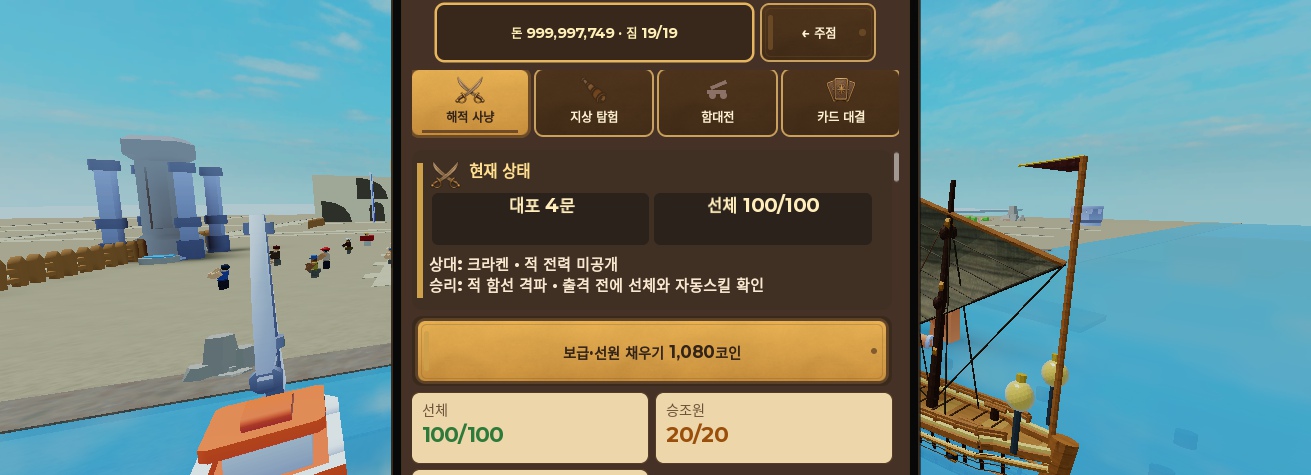 돈 999,997,749 · 짐 19/19
← 주점
해적 사냥
지상 탐험
함대전
카드 대결
현재 상태
대포 4문
선체 100/100
상대: 크라켄 • 적 전력 미공개
승리: 적 함선 격파 • 출격 전에 선체와 자동스킬 확인
보급·선원 채우기 1,080코인
선체
100/100
승조원
20/20